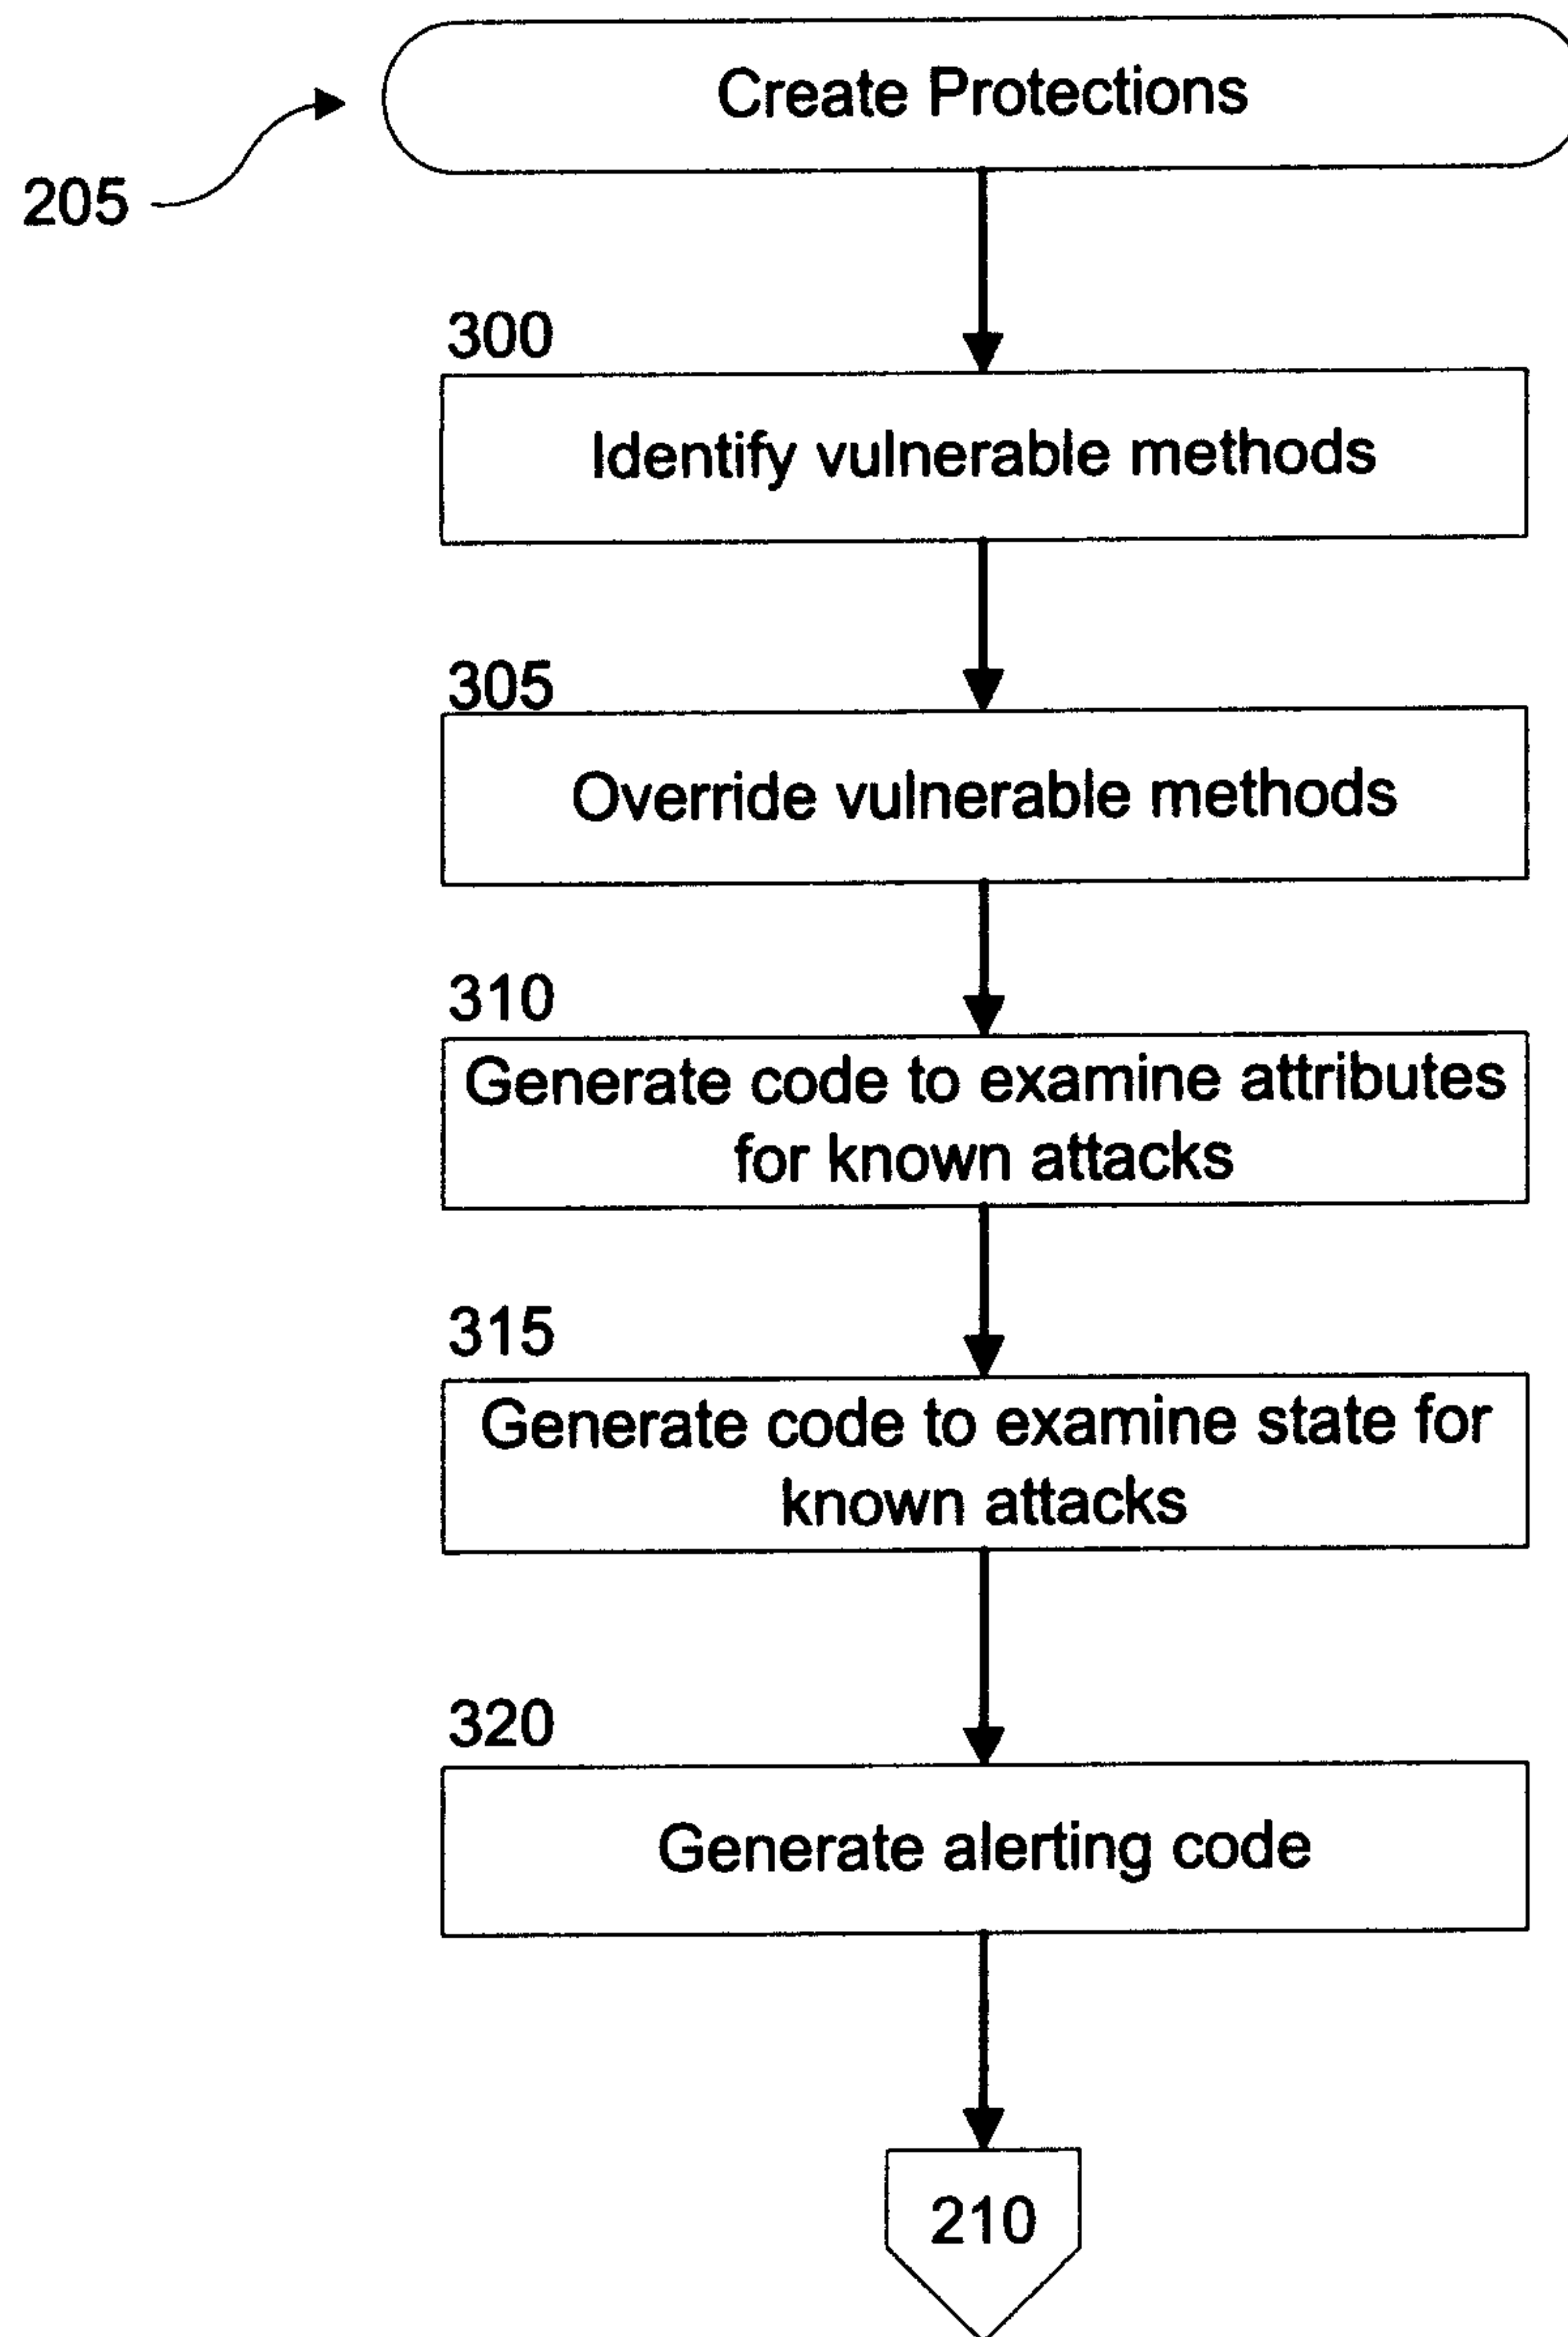 Create Protections
205
300
Identify vulnerable methods
305
Override vulnerable methods
310
Generate code to examine attributes
for known attacks
315
Generate code to examine state for
known attacks
320
Generate alerting code
210